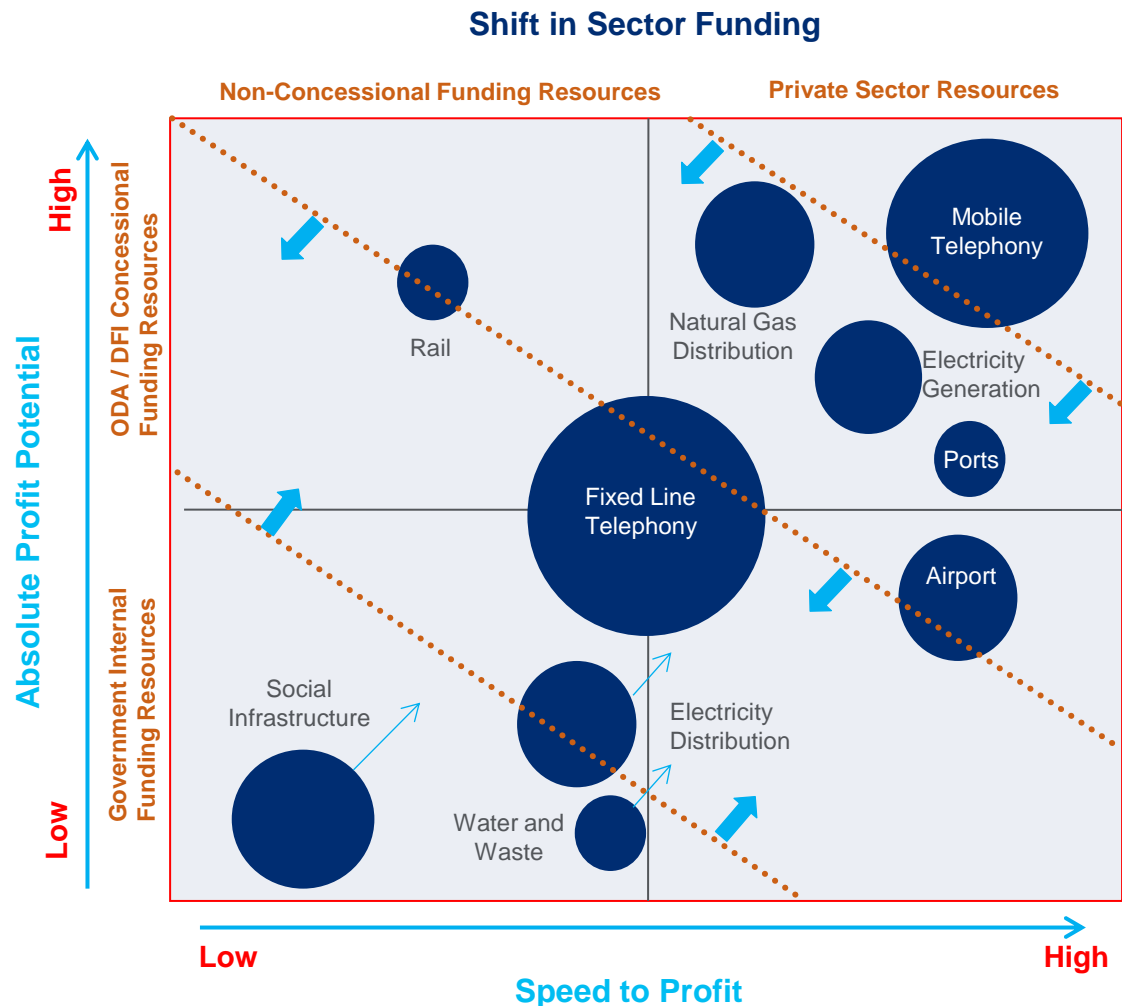 Shift in Sector Funding
Non-Concessional Funding Resources
Private Sector Resources
High
ODA / DFI Concessional
Funding Resources
Absolute Profit Potential
Government Internal
Funding Resources
Low
Mobile
Telephony
Natural Gas
Distribution
Rail
Electricity
Generation
Ports
Fixed Line
Telephony
Airport
Social
Infrastructure
Electricity
Distribution
Water and
Waste
Low
High
Speed to Profit